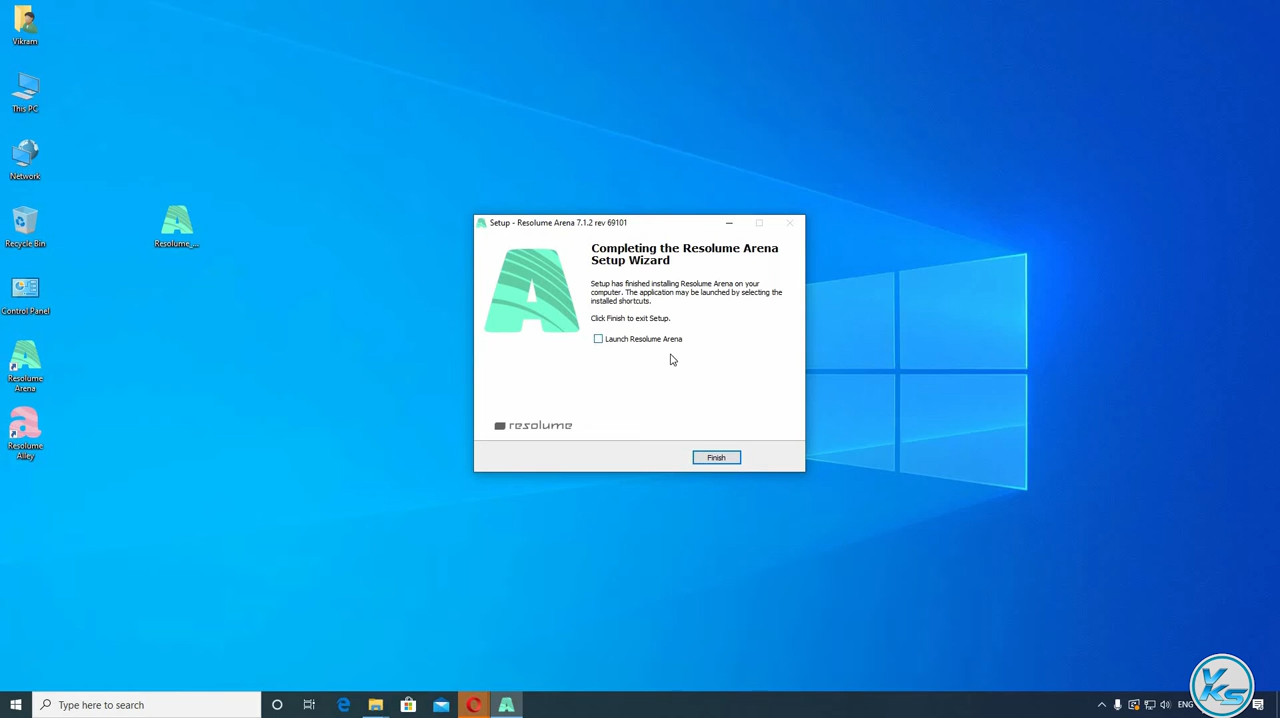 Vikram
This PC
Network
Recycle Bin
Control Panel
Resolume
Arena
Resolume
Alley
Resolume_...
Setup - Resolume Arena 7.1.2 rev 69101
Completing the Resolume Arena
Setup Wizard
Setup has finished installing Resolume Arena on your
computer. The application may be launched by selecting the
installed shortcuts.
Click Finish to exit Setup.
Launch Resolume Arena
resolume
Finish
Type here to search
ENG
YKS